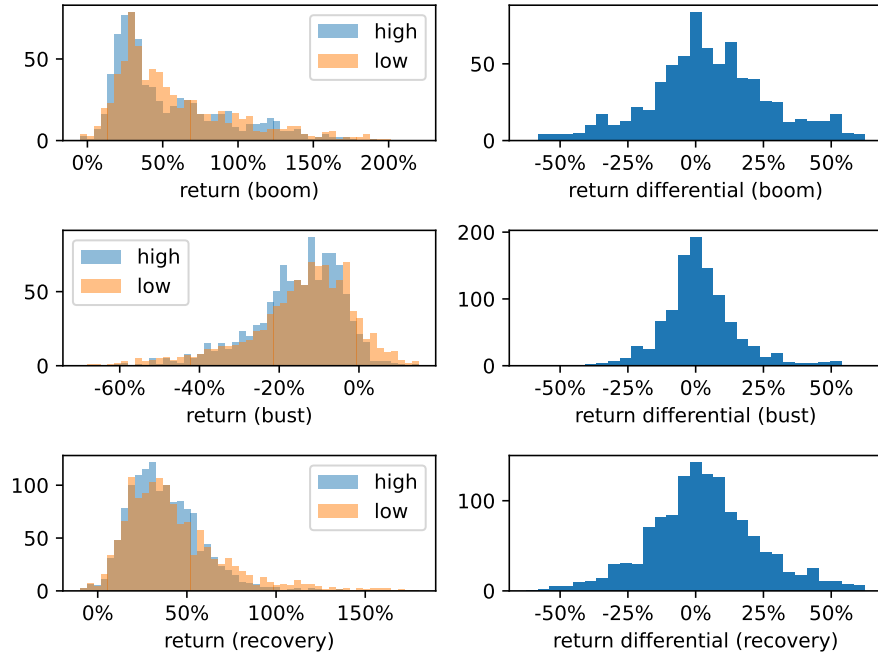 50
0
high
low
0% 50% 100% 150% 200%
return (boom)
50
0
-50% -25% 0% 25% 50%
return differential (boom)
50
0
high
low
-60% -40% -20% 0%
return (bust)
200
100
0
-50% -25% 0% 25% 50%
return differential (bust)
100
50
0
high
low
0% 50% 100% 150%
return (recovery)
100
0
-50% -25% 0% 25% 50%
return differential (recovery)